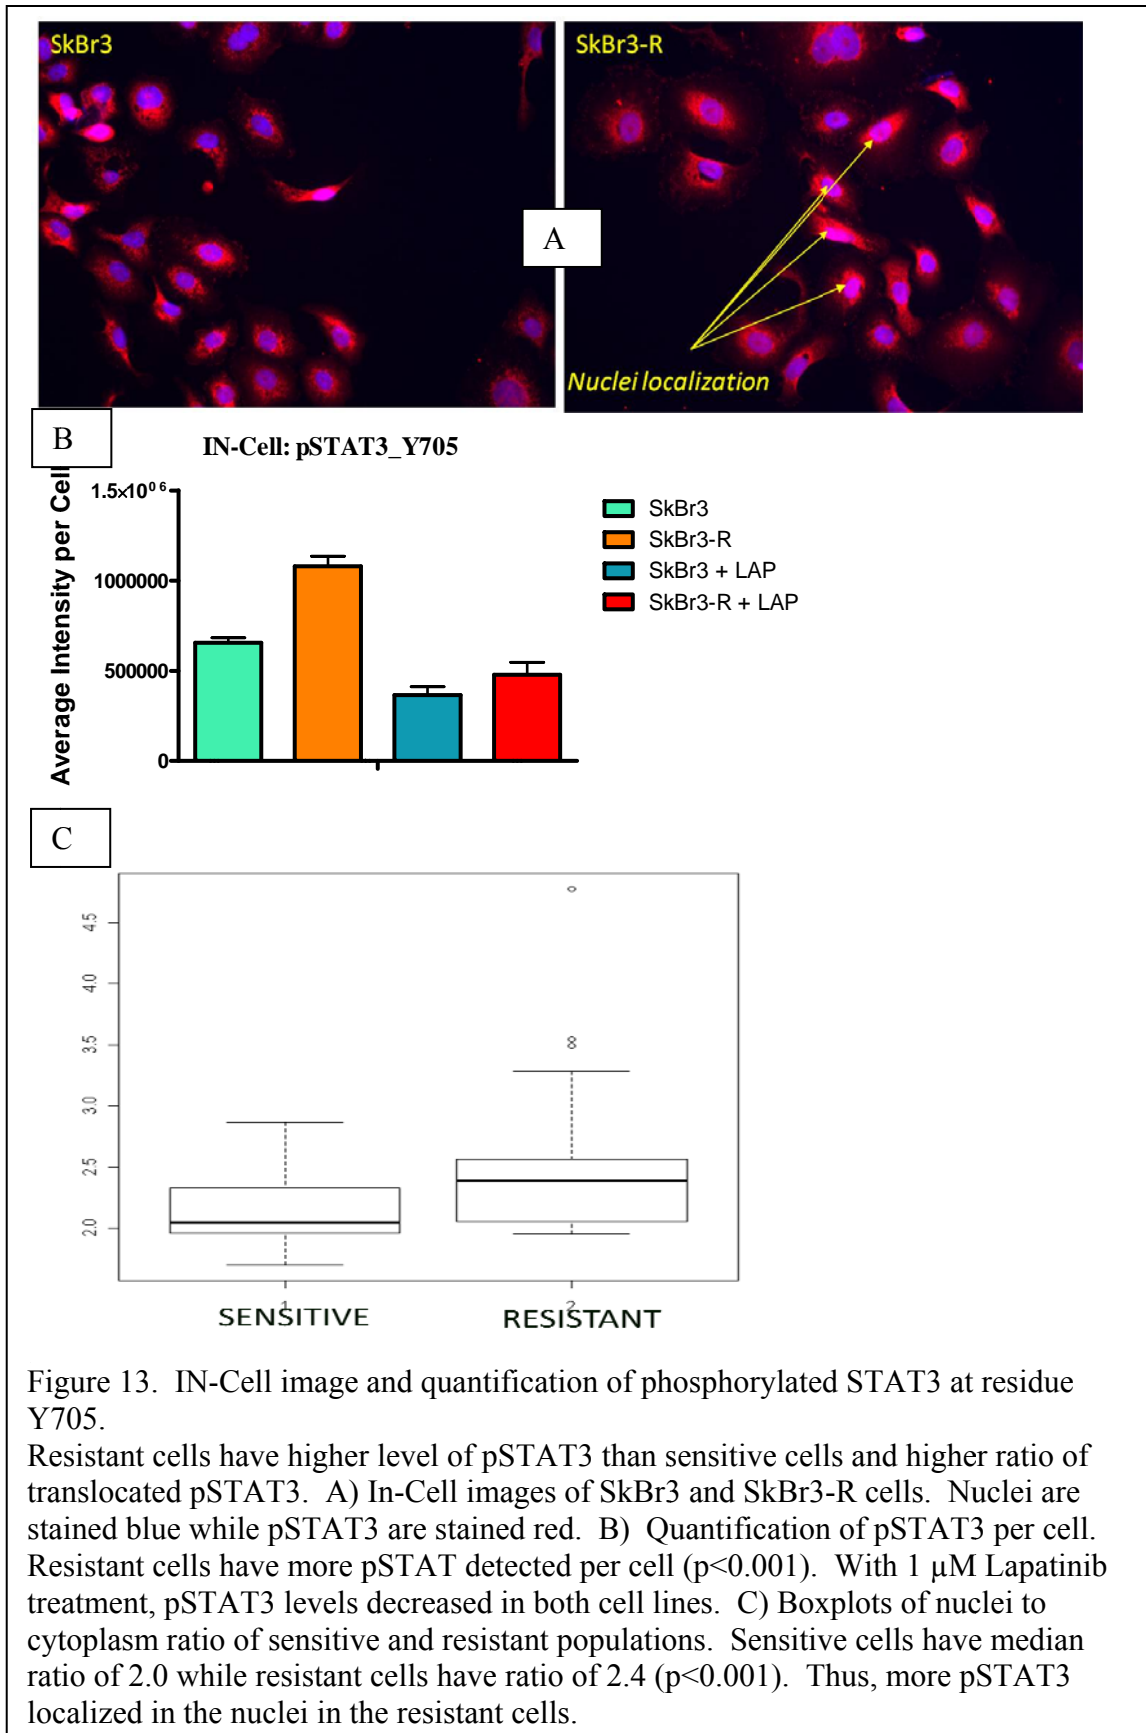 SkBr3
SkBr3-R
A
Nuclei localization
B
IN-Cell: pSTAT3_Y705
Average Intensity per Cell
1.5×10⁰⁶
1000000
500000
0
SkBr3
SkBr3-R
SkBr3 + LAP
SkBr3-R + LAP
C
4.5
4.0
3.5
3.0
2.5
2.0
1
2
SENSITIVE
RESISTANT
Figure 13.  IN-Cell image and quantification of phosphorylated STAT3 at residue
Y705.
Resistant cells have higher level of pSTAT3 than sensitive cells and higher ratio of
translocated pSTAT3.  A) In-Cell images of SkBr3 and SkBr3-R cells.  Nuclei are
stained blue while pSTAT3 are stained red.  B)  Quantification of pSTAT3 per cell.
Resistant cells have more pSTAT detected per cell (p<0.001).  With 1 µM Lapatinib
treatment, pSTAT3 levels decreased in both cell lines.  C) Boxplots of nuclei to
cytoplasm ratio of sensitive and resistant populations.  Sensitive cells have median
ratio of 2.0 while resistant cells have ratio of 2.4 (p<0.001).  Thus, more pSTAT3
localized in the nuclei in the resistant cells.